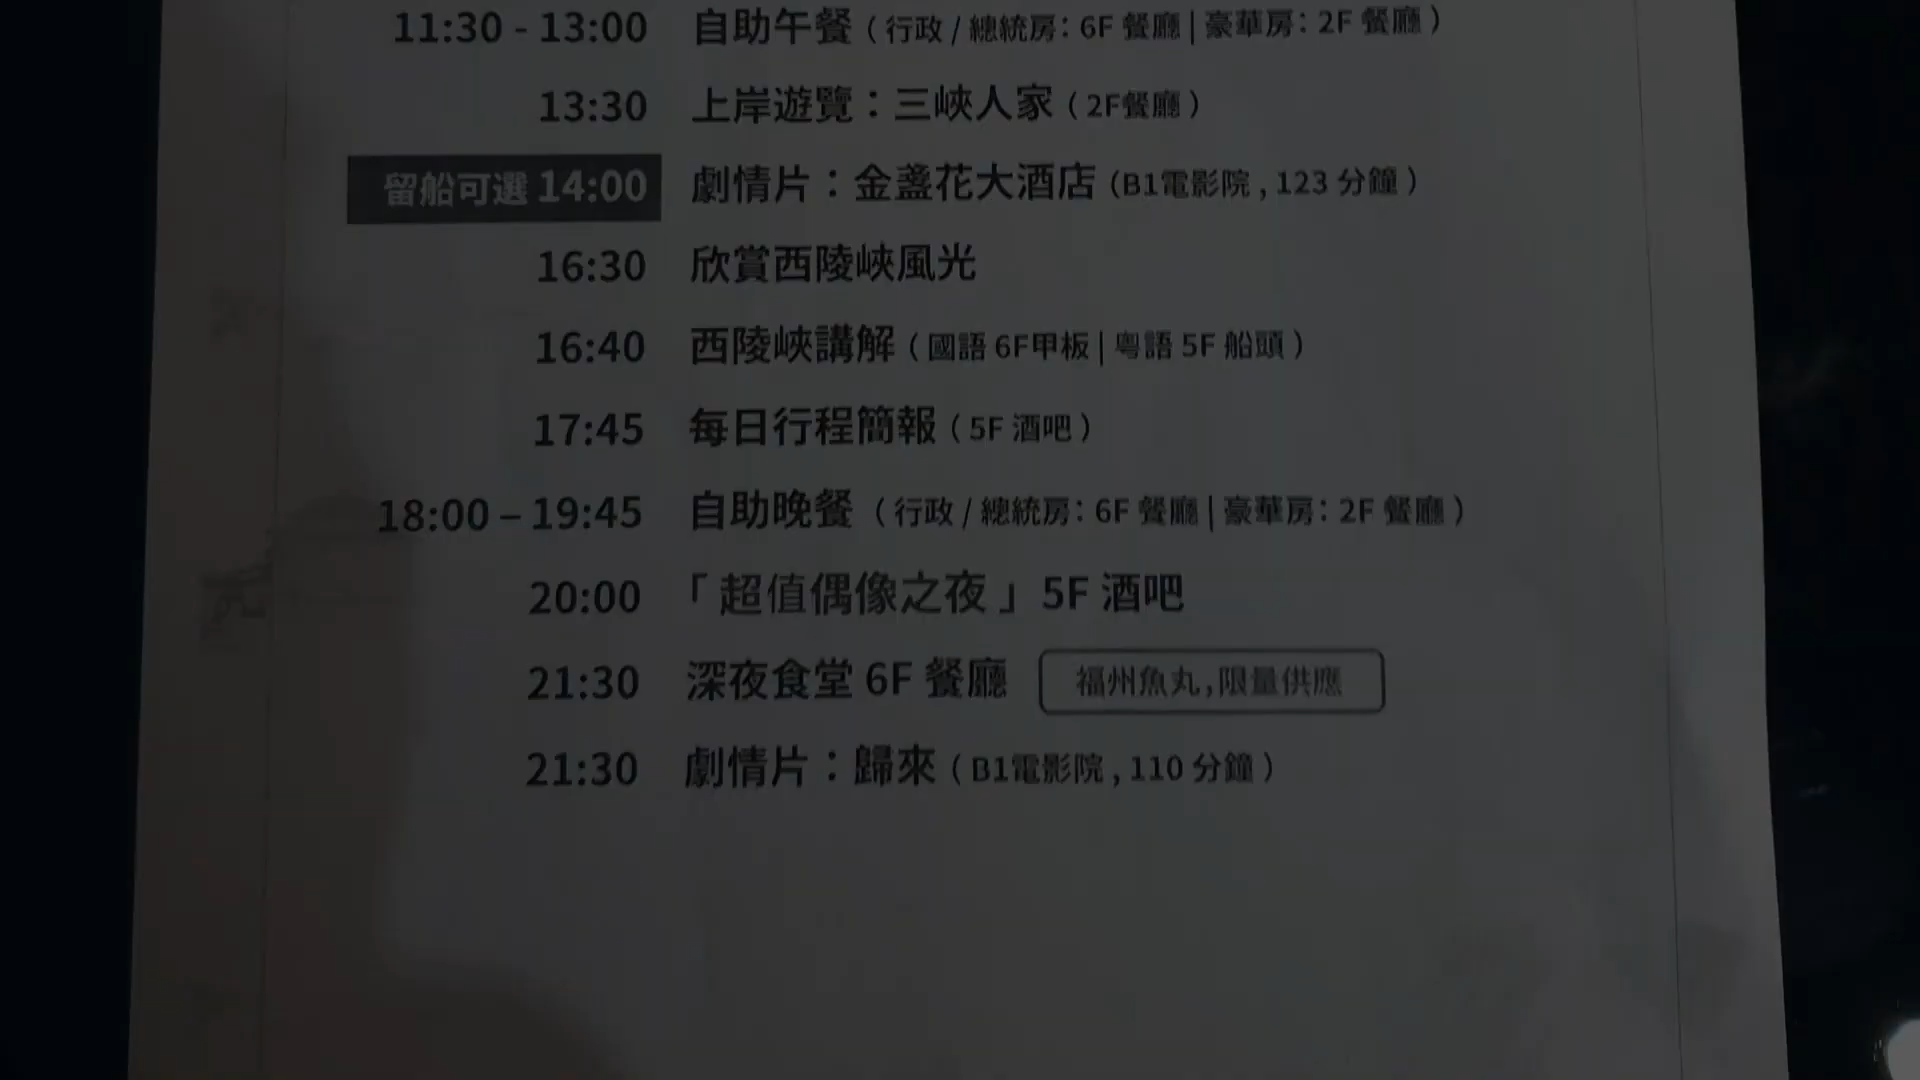 11:30 - 13:00 自助午餐 ( 行政 / 總統房: 6F 餐廳 | 豪華房: 2F 餐廳 )
13:30 上岸遊覽:三峽人家 ( 2F餐廳 )
留船可選 14:00 劇情片:金盞花大酒店 (B1電影院 , 123 分鐘 )
16:30 欣賞西陵峽風光
16:40 西陵峽講解 ( 國語 6F甲板 | 粵語 5F 船頭 )
17:45 每日行程簡報 ( 5F 酒吧 )
18:00 – 19:45 自助晚餐 ( 行政 / 總統房: 6F 餐廳 | 豪華房: 2F 餐廳 )
20:00 「 超值偶像之夜 」 5F 酒吧
21:30 深夜食堂 6F 餐廳 福州魚丸,限量供應
21:30 劇情片:歸來 ( B1電影院 , 110 分鐘 )